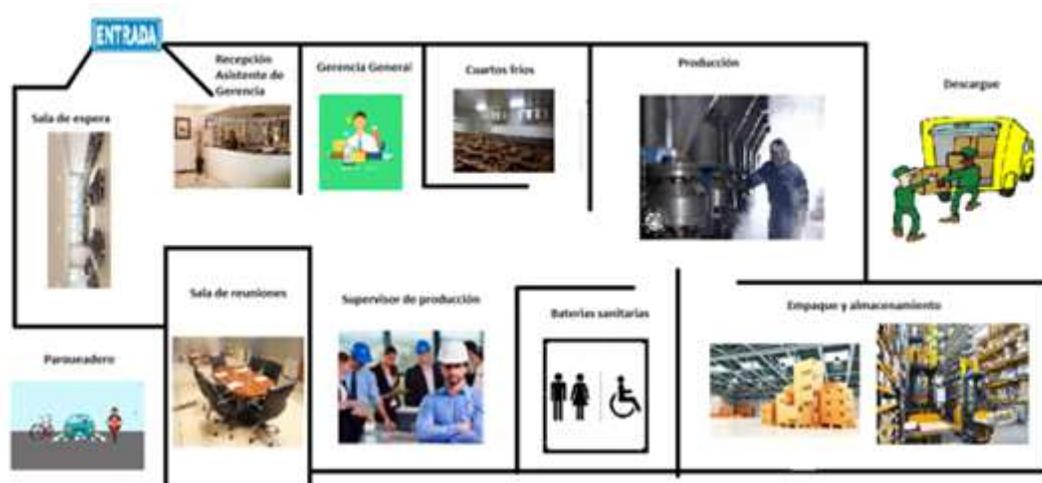 ENTRADA
Recepción
Asistente de
Gerencia
Gerencia General
Cuartos fríos
Producción
Descargue
Sala de espera
Sala de reuniones
Supervisor de producción
Baterías sanitarias
Empaque y almacenamiento
Parqueadero